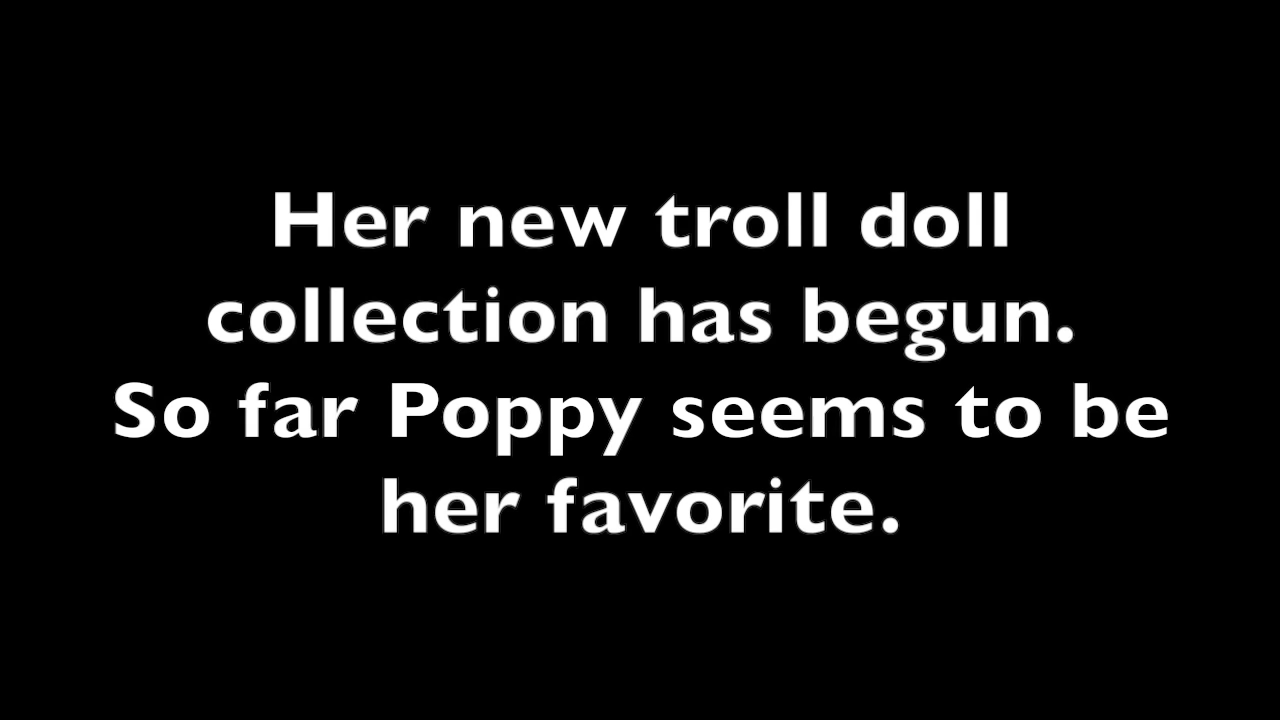 Her new troll doll
collection has begun.
So far Poppy seems to be
her favorite.